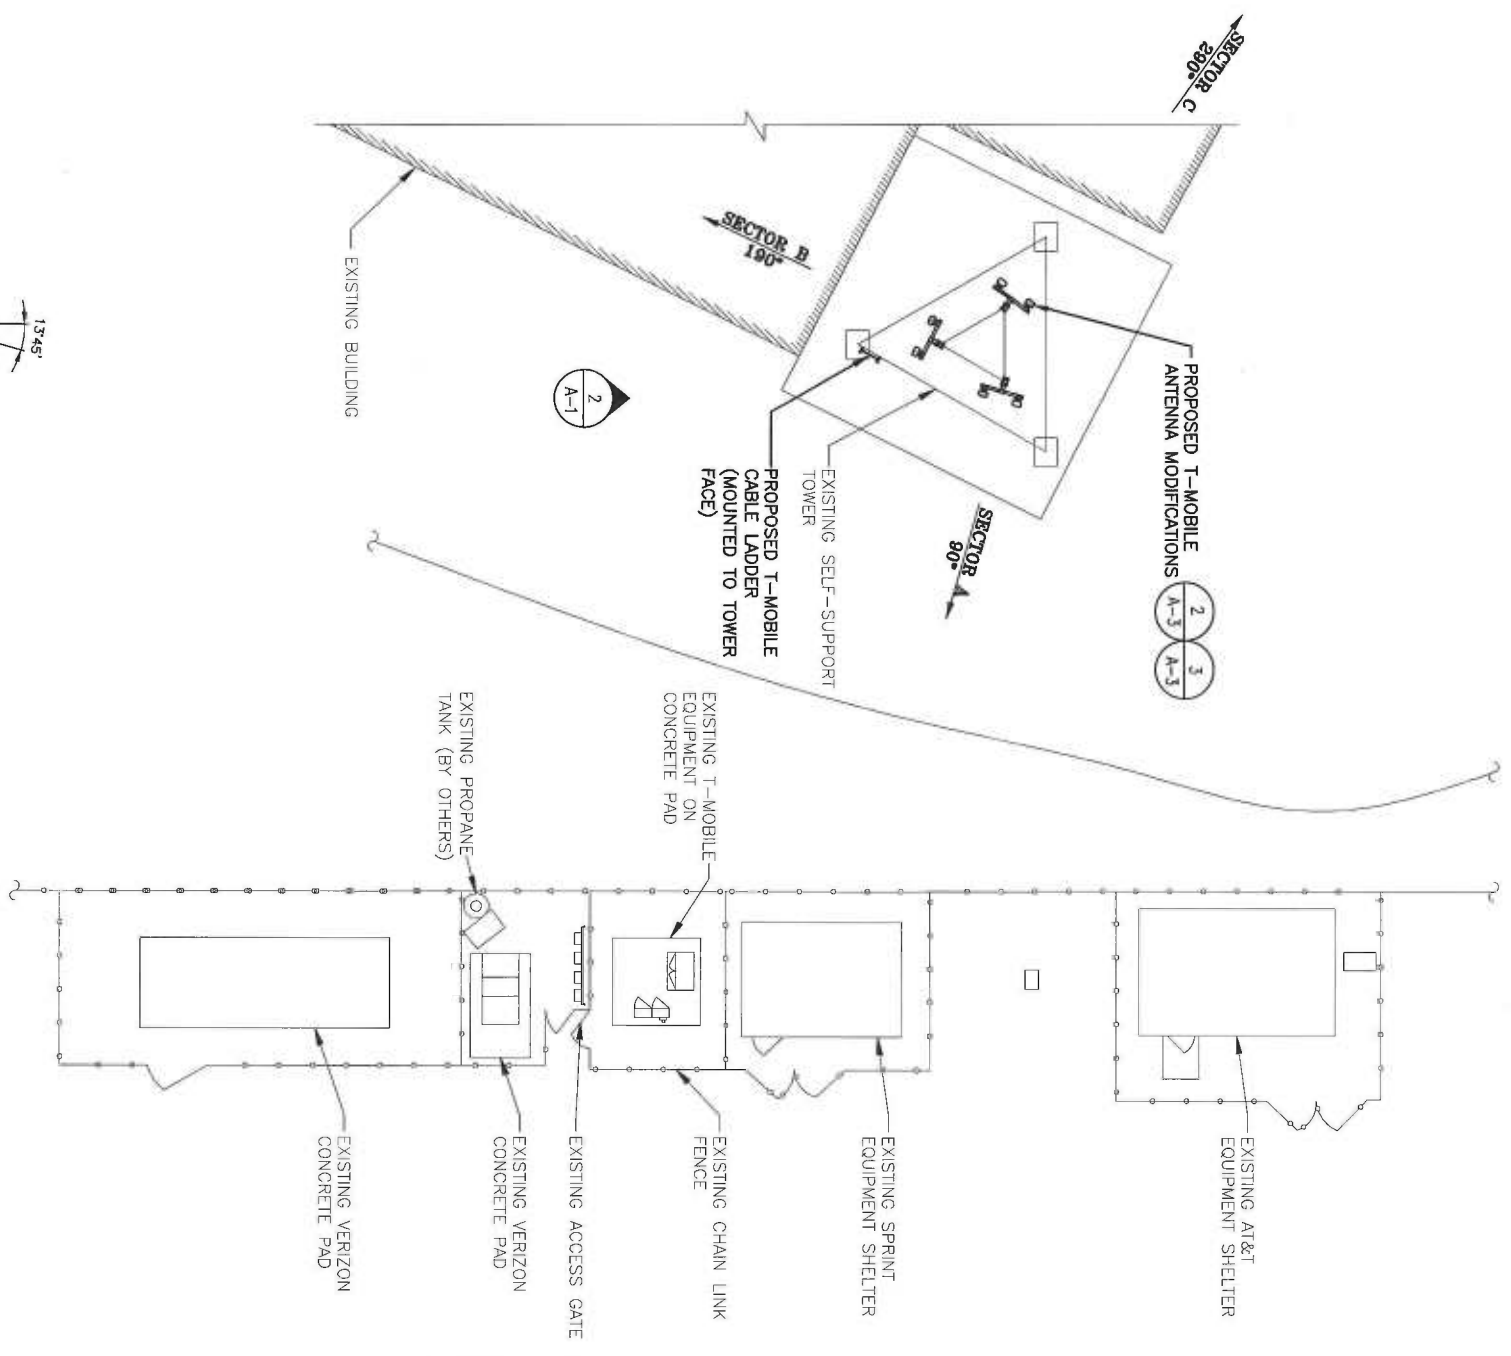 SECTOR C
290°
SECTOR B
190°
EXISTING BUILDING
13°45'
2
A-1
PROPOSED T-MOBILE
ANTENNA MODIFICATIONS
2
A-3
3
A-3
EXISTING SELF-SUPPORT
TOWER
PROPOSED T-MOBILE
CABLE LADDER
(MOUNTED TO TOWER
FACE)
SECTOR A
90°
EXISTING T-MOBILE
EQUIPMENT ON
CONCRETE PAD
EXISTING PROPANE
TANK (BY OTHERS)
EXISTING AT&T
EQUIPMENT SHELTER
EXISTING SPRINT
EQUIPMENT SHELTER
EXISTING CHAIN LINK
FENCE
EXISTING ACCESS GATE
EXISTING VERIZON
CONCRETE PAD
EXISTING VERIZON
CONCRETE PAD